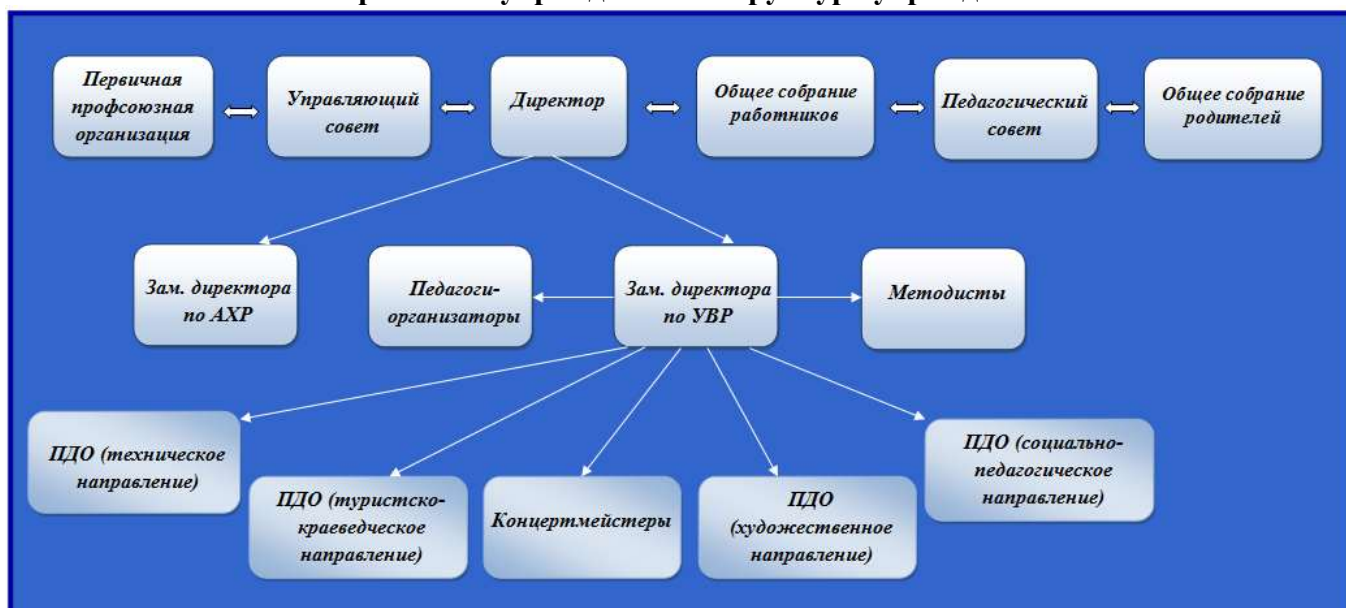 Первичная
профсоюзная
организация
Управляющий
совет
Директор
Общее собрание
работников
Педагогический
совет
Общее собрание
родителей
Зам. директора
по АХР
Педагоги-
организаторы
Зам. директора
по УВР
Методисты
ПДО (техническое
направление)
ПДО (туристско-
краеведческое
направление)
Концертмейстеры
ПДО
(художественное
направление)
ПДО (социально-
педагогическое
направление)